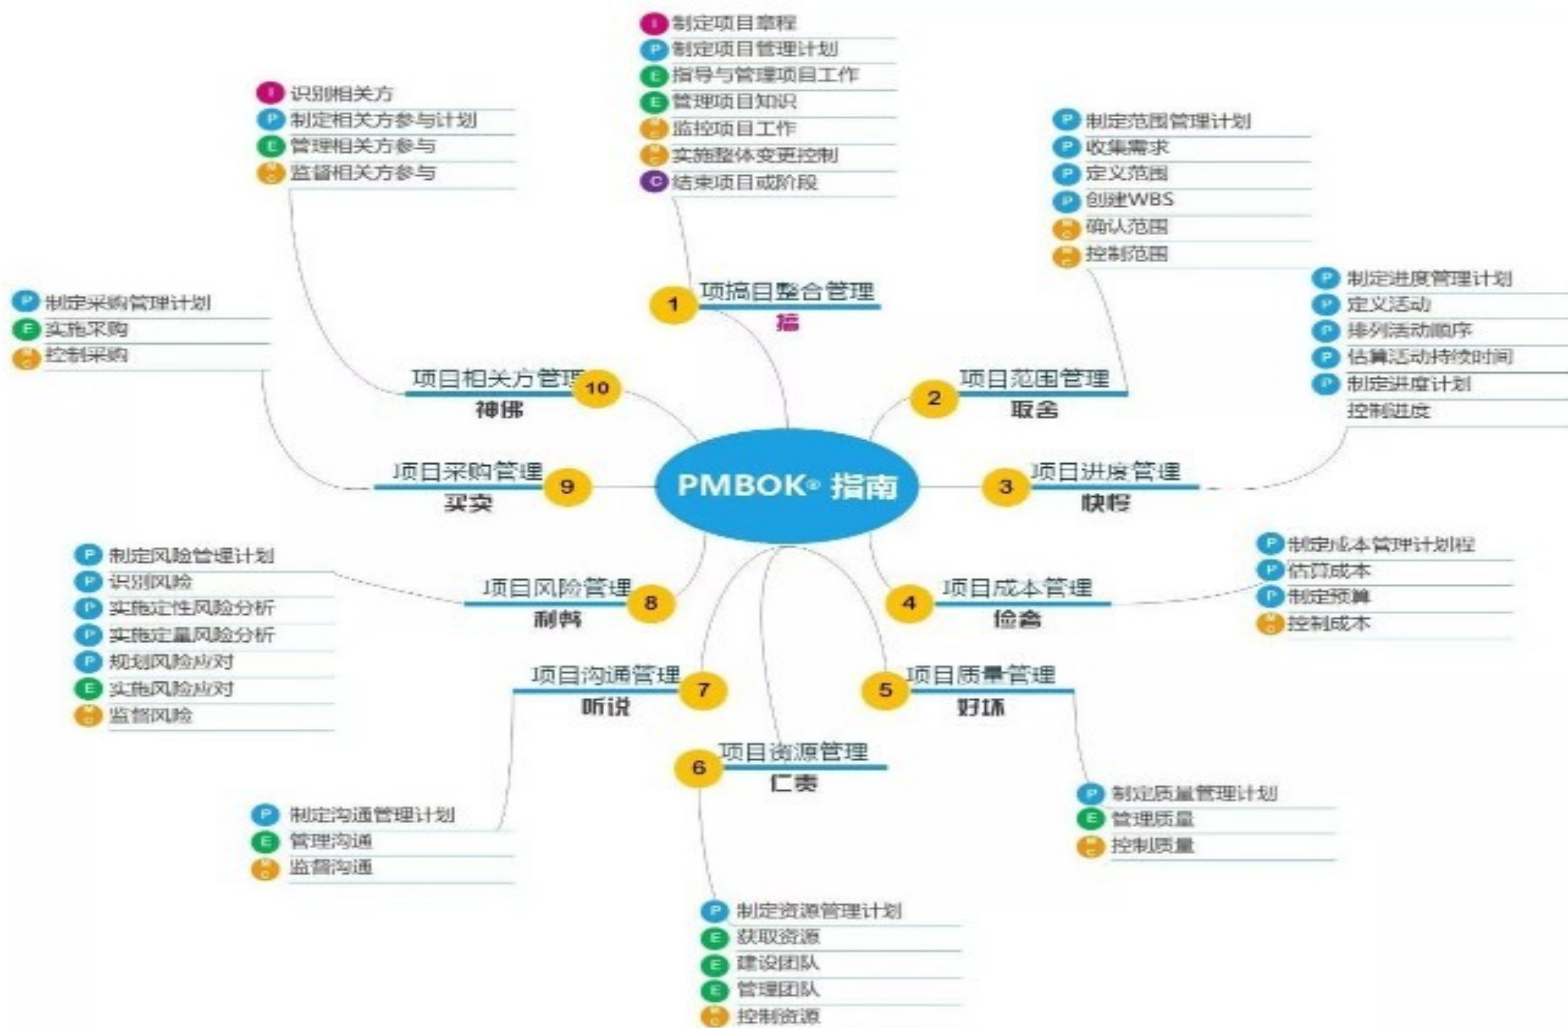 PMBOK® 指南
1
项搞目整合管理
搞
I 制定项目章程
P 制定项目管理计划
E 指导与管理项目工作
E 管理项目知识
MC 监控项目工作
MC 实施整体变更控制
C 结束项目或阶段
2
项目范围管理
取舍
P 制定范围管理计划
P 收集需求
P 定义范围
P 创建WBS
MC 确认范围
MC 控制范围
3
项目进度管理
快慢
P 制定进度管理计划
P 定义活动
P 排列活动顺序
P 估算活动持续时间
P 制定进度计划
控制进度
4
项目成本管理
俭奢
P 制定成本管理计划程
P 估算成本
P 制定预算
MC 控制成本
5
项目质量管理
好坏
P 制定质量管理计划
E 管理质量
MC 控制质量
6
项目资源管理
仁责
P 制定资源管理计划
E 获取资源
E 建设团队
E 管理团队
MC 控制资源
7
项目沟通管理
听说
P 制定沟通管理计划
E 管理沟通
MC 监督沟通
8
项目风险管理
利弊
P 制定风险管理计划
P 识别风险
P 实施定性风险分析
P 实施定量风险分析
P 规划风险应对
E 实施风险应对
MC 监督风险
9
项目采购管理
买卖
P 制定采购管理计划
E 实施采购
MC 控制采购
10
项目相关方管理
神佛
I 识别相关方
P 制定相关方参与计划
E 管理相关方参与
MC 监督相关方参与